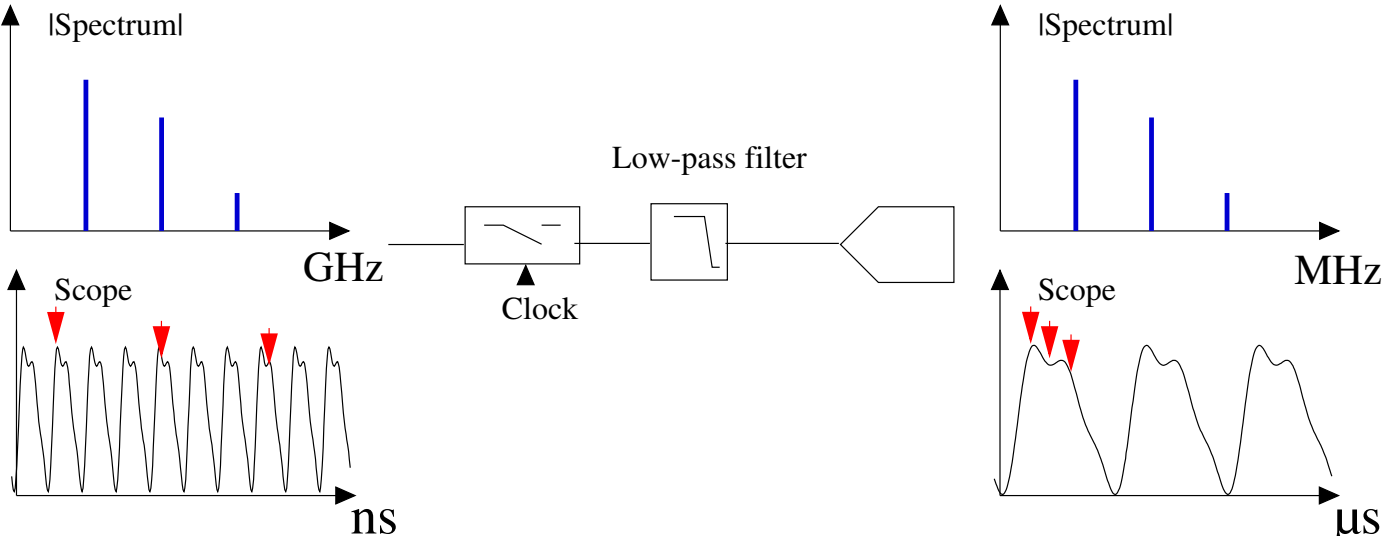 |Spectrum|
GHz
Scope
ns
Low-pass filter
Clock
|Spectrum|
MHz
Scope
µs